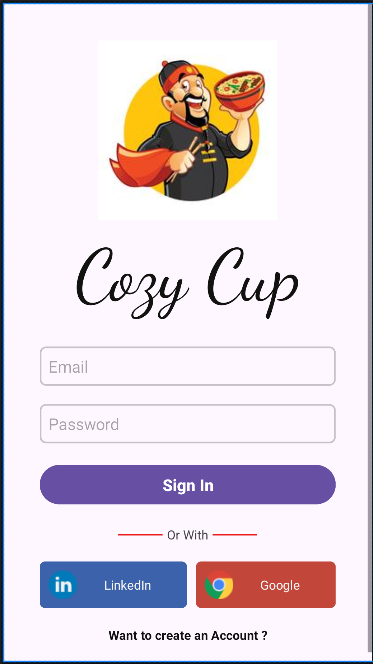 Cozy Cup
Email
Password
Sign In
Or With
in
LinkedIn
Google
Want to create an Account ?